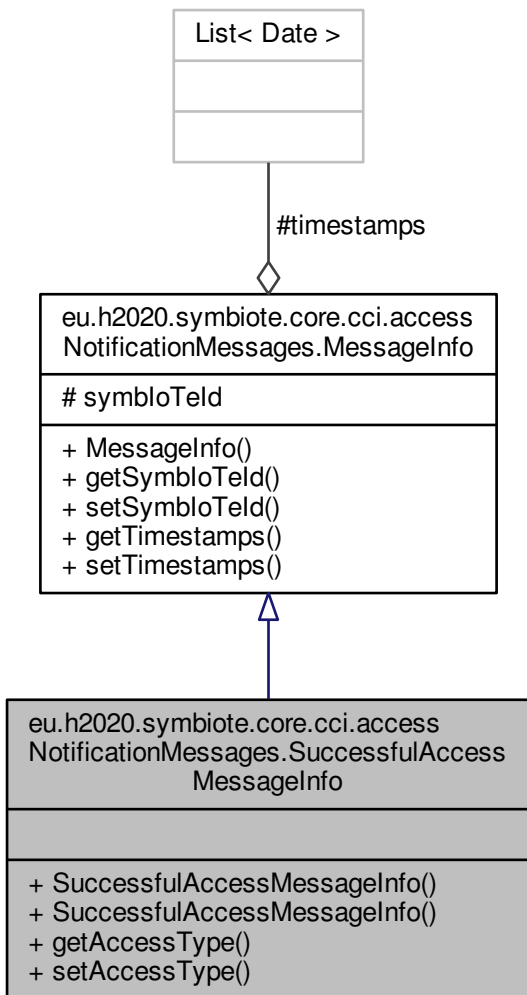 List< Date >
#timestamps
eu.h2020.symbiote.core.cci.access
NotificationMessages.MessageInfo
# symbIoTeId
+ MessageInfo()
+ getSymbIoTeId()
+ setSymbIoTeId()
+ getTimestamps()
+ setTimestamps()
eu.h2020.symbiote.core.cci.access
NotificationMessages.SuccessfulAccess
MessageInfo
+ SuccessfulAccessMessageInfo()
+ SuccessfulAccessMessageInfo()
+ getAccessType()
+ setAccessType()